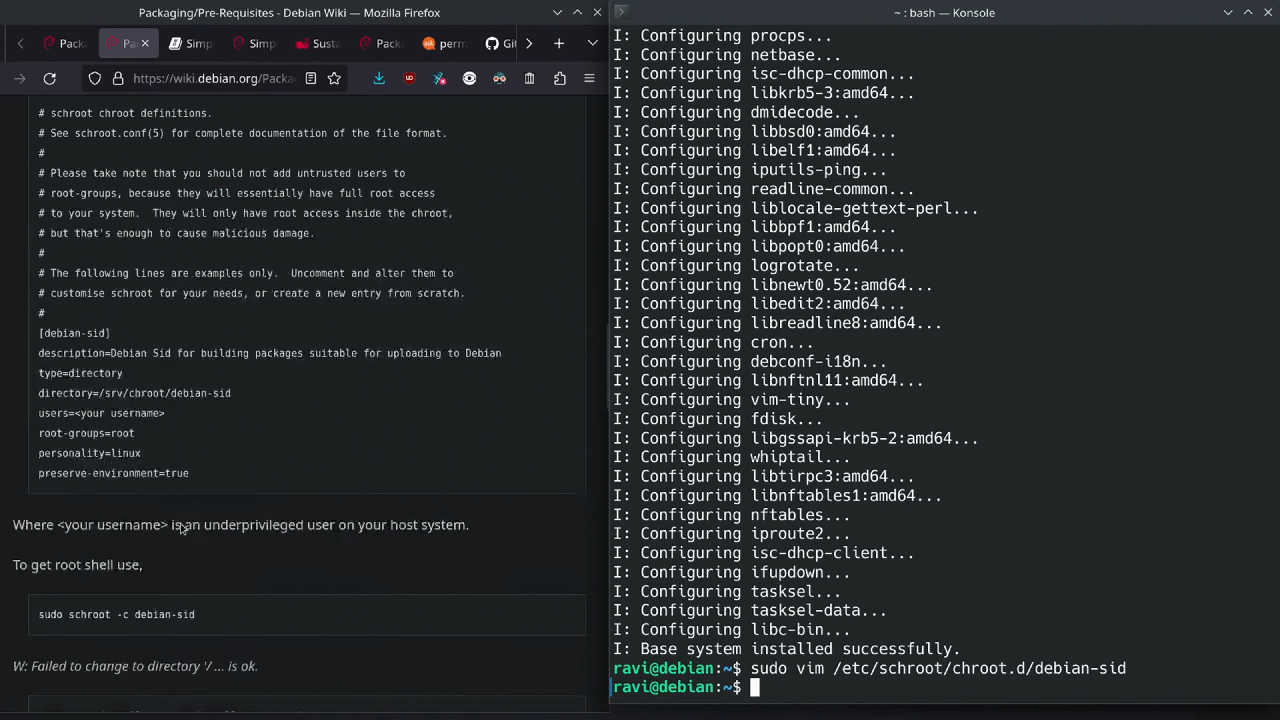 Packaging/Pre-Requisites - Debian Wiki — Mozilla Firefox
Packa
Pac
Simp
Simpl
Susta
Packa
perm
Git
https://wiki.debian.org/Packa
# schroot chroot definitions.
# See schroot.conf(5) for complete documentation of the file format.
#
# Please take note that you should not add untrusted users to
# root-groups, because they will essentially have full root access
# to your system.  They will only have root access inside the chroot,
# but that's enough to cause malicious damage.
#
# The following lines are examples only.  Uncomment and alter them to
# customise schroot for your needs, or create a new entry from scratch.
#
[debian-sid]
description=Debian Sid for building packages suitable for uploading to Debian
type=directory
directory=/srv/chroot/debian-sid
users=<your username>
root-groups=root
personality=linux
preserve-environment=true
Where <your username> is an underprivileged user on your host system.
To get root shell use,
sudo schroot -c debian-sid
W: Failed to change to directory '/ ... is ok.
~ : bash — Konsole
I: Configuring procps...
I: Configuring netbase...
I: Configuring isc-dhcp-common...
I: Configuring libkrb5-3:amd64...
I: Configuring dmidecode...
I: Configuring libbsd0:amd64...
I: Configuring libelf1:amd64...
I: Configuring iputils-ping...
I: Configuring readline-common...
I: Configuring liblocale-gettext-perl...
I: Configuring libbpf1:amd64...
I: Configuring libpopt0:amd64...
I: Configuring logrotate...
I: Configuring libnewt0.52:amd64...
I: Configuring libedit2:amd64...
I: Configuring libreadline8:amd64...
I: Configuring cron...
I: Configuring debconf-i18n...
I: Configuring libnftnl11:amd64...
I: Configuring vim-tiny...
I: Configuring fdisk...
I: Configuring libgssapi-krb5-2:amd64...
I: Configuring whiptail...
I: Configuring libtirpc3:amd64...
I: Configuring libnftables1:amd64...
I: Configuring nftables...
I: Configuring iproute2...
I: Configuring isc-dhcp-client...
I: Configuring ifupdown...
I: Configuring tasksel...
I: Configuring tasksel-data...
I: Configuring libc-bin...
I: Base system installed successfully.
ravi@debian:~$ sudo vim /etc/schroot/chroot.d/debian-sid
ravi@debian:~$